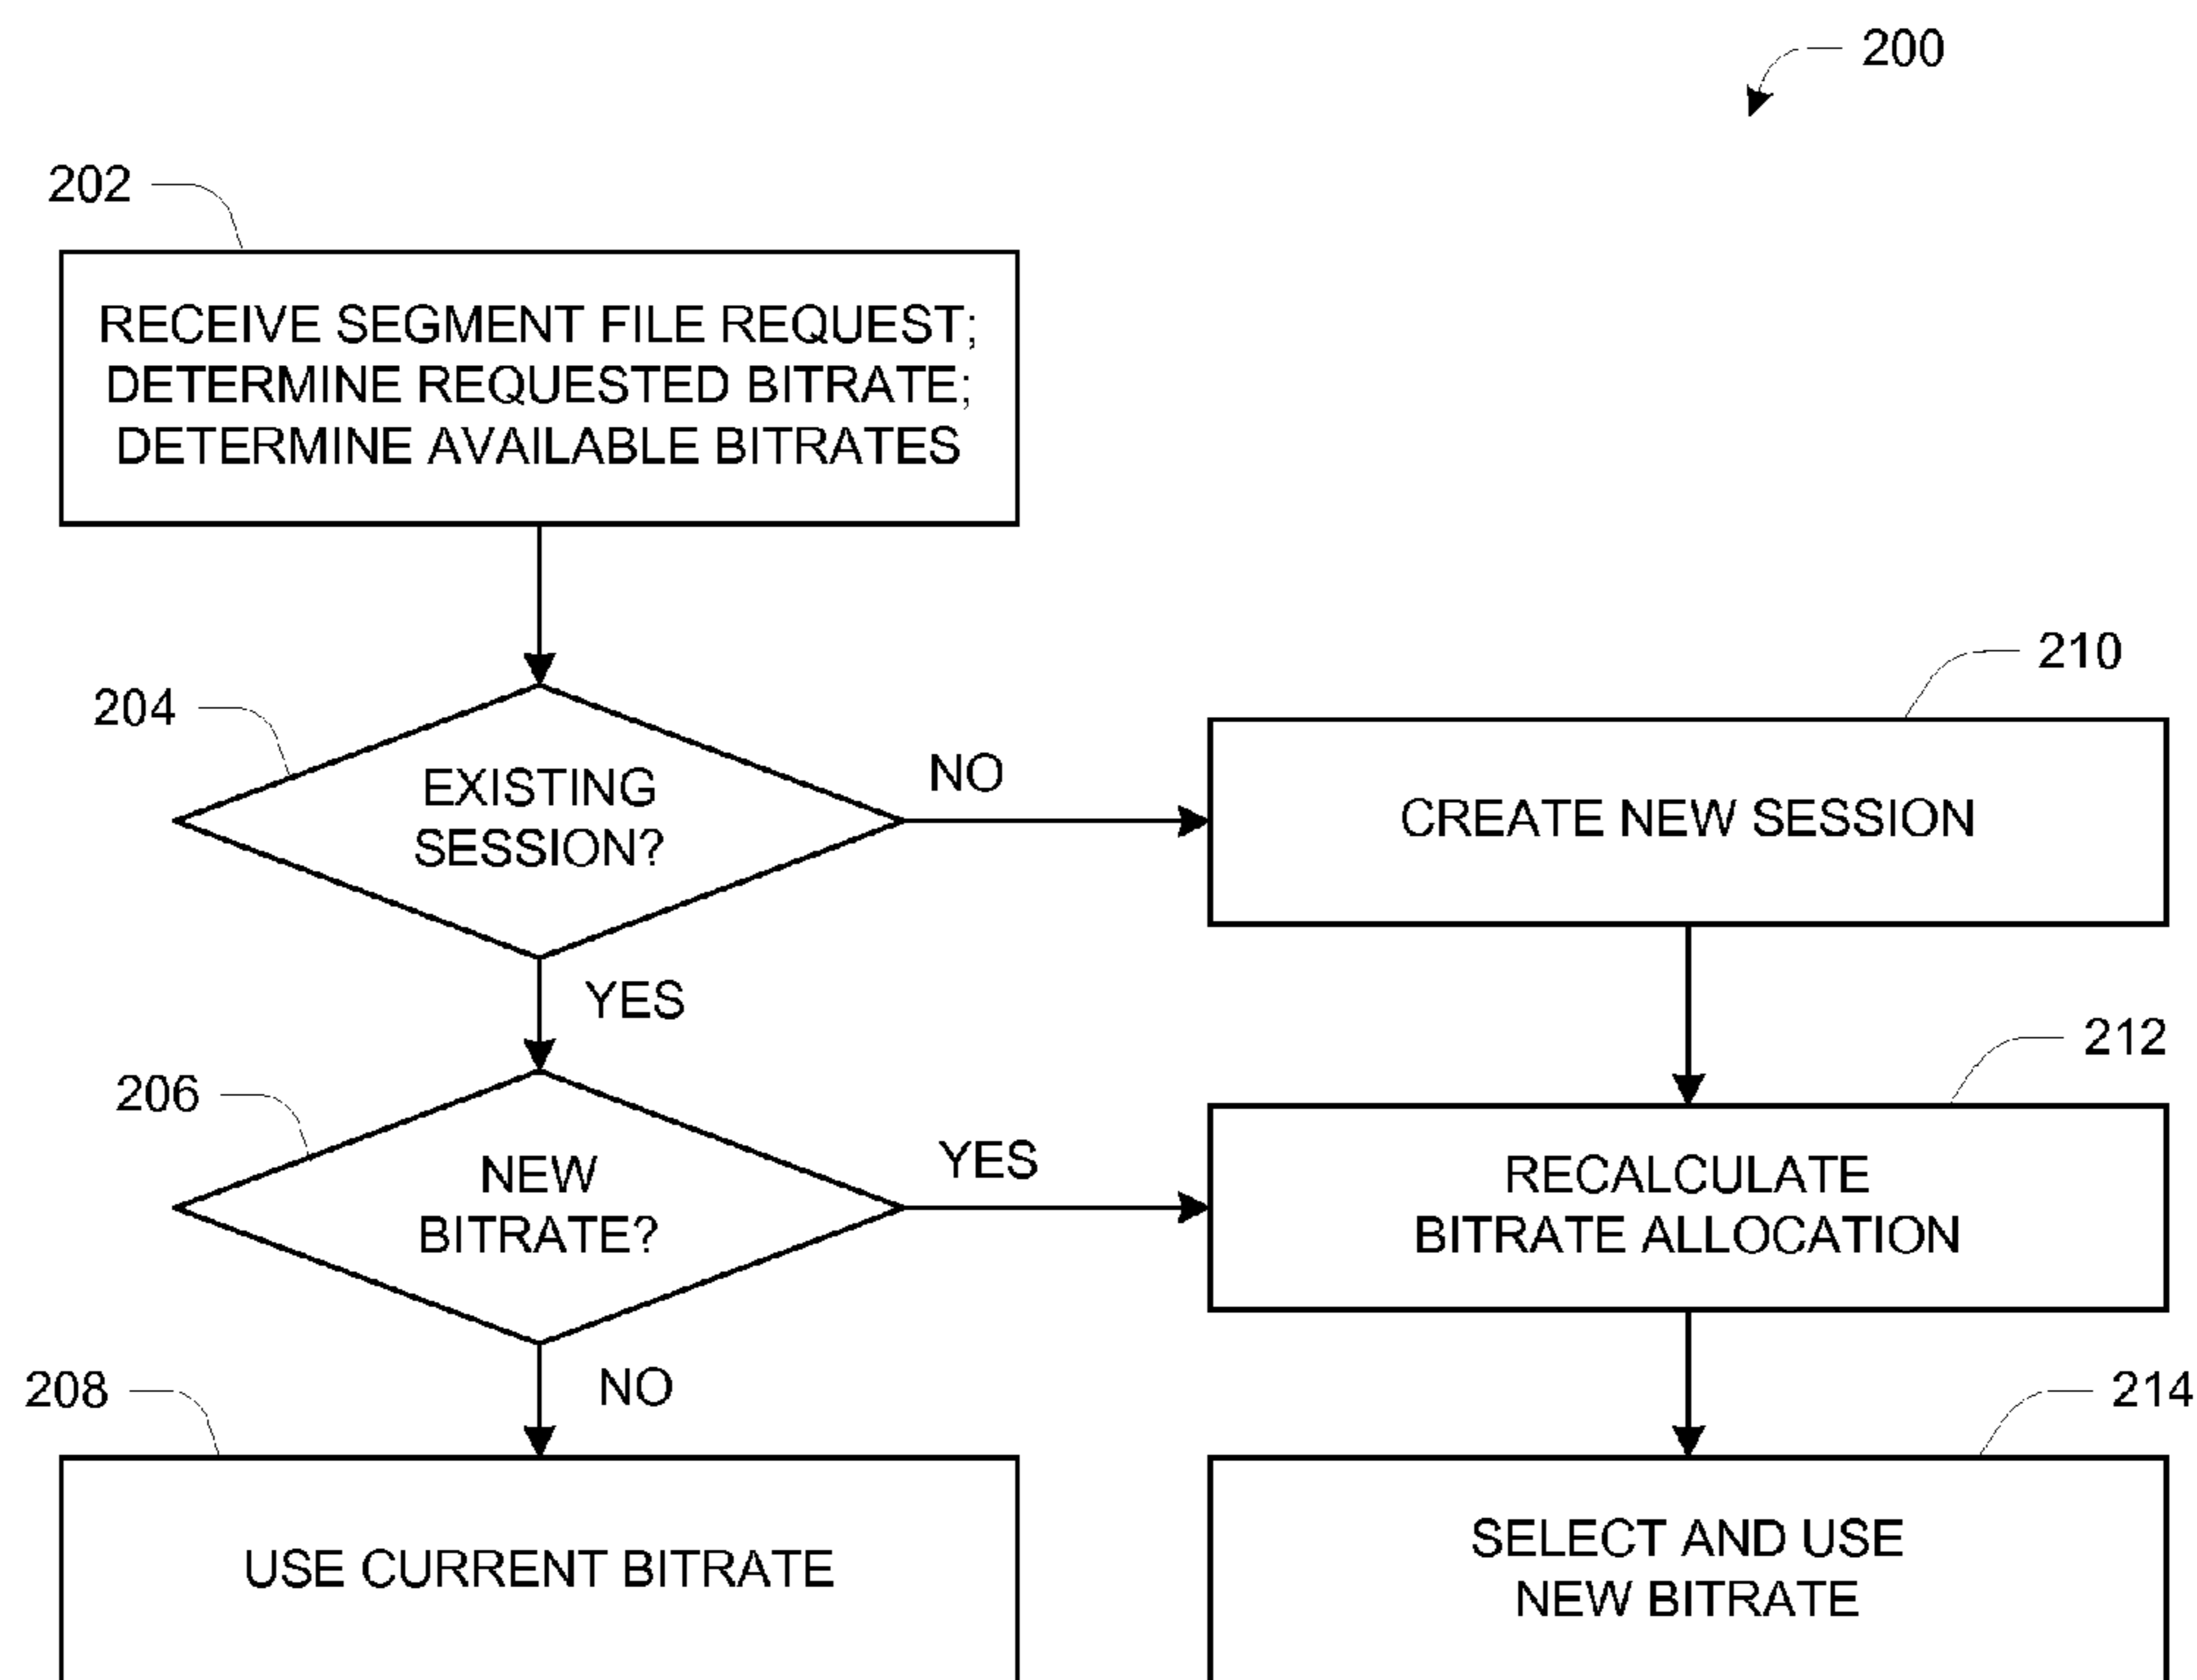 200
202
RECEIVE SEGMENT FILE REQUEST;
DETERMINE REQUESTED BITRATE;
DETERMINE AVAILABLE BITRATES
204
EXISTING
SESSION?
NO
210
CREATE NEW SESSION
YES
206
NEW
BITRATE?
YES
212
RECALCULATE
BITRATE ALLOCATION
NO
208
USE CURRENT BITRATE
214
SELECT AND USE
NEW BITRATE